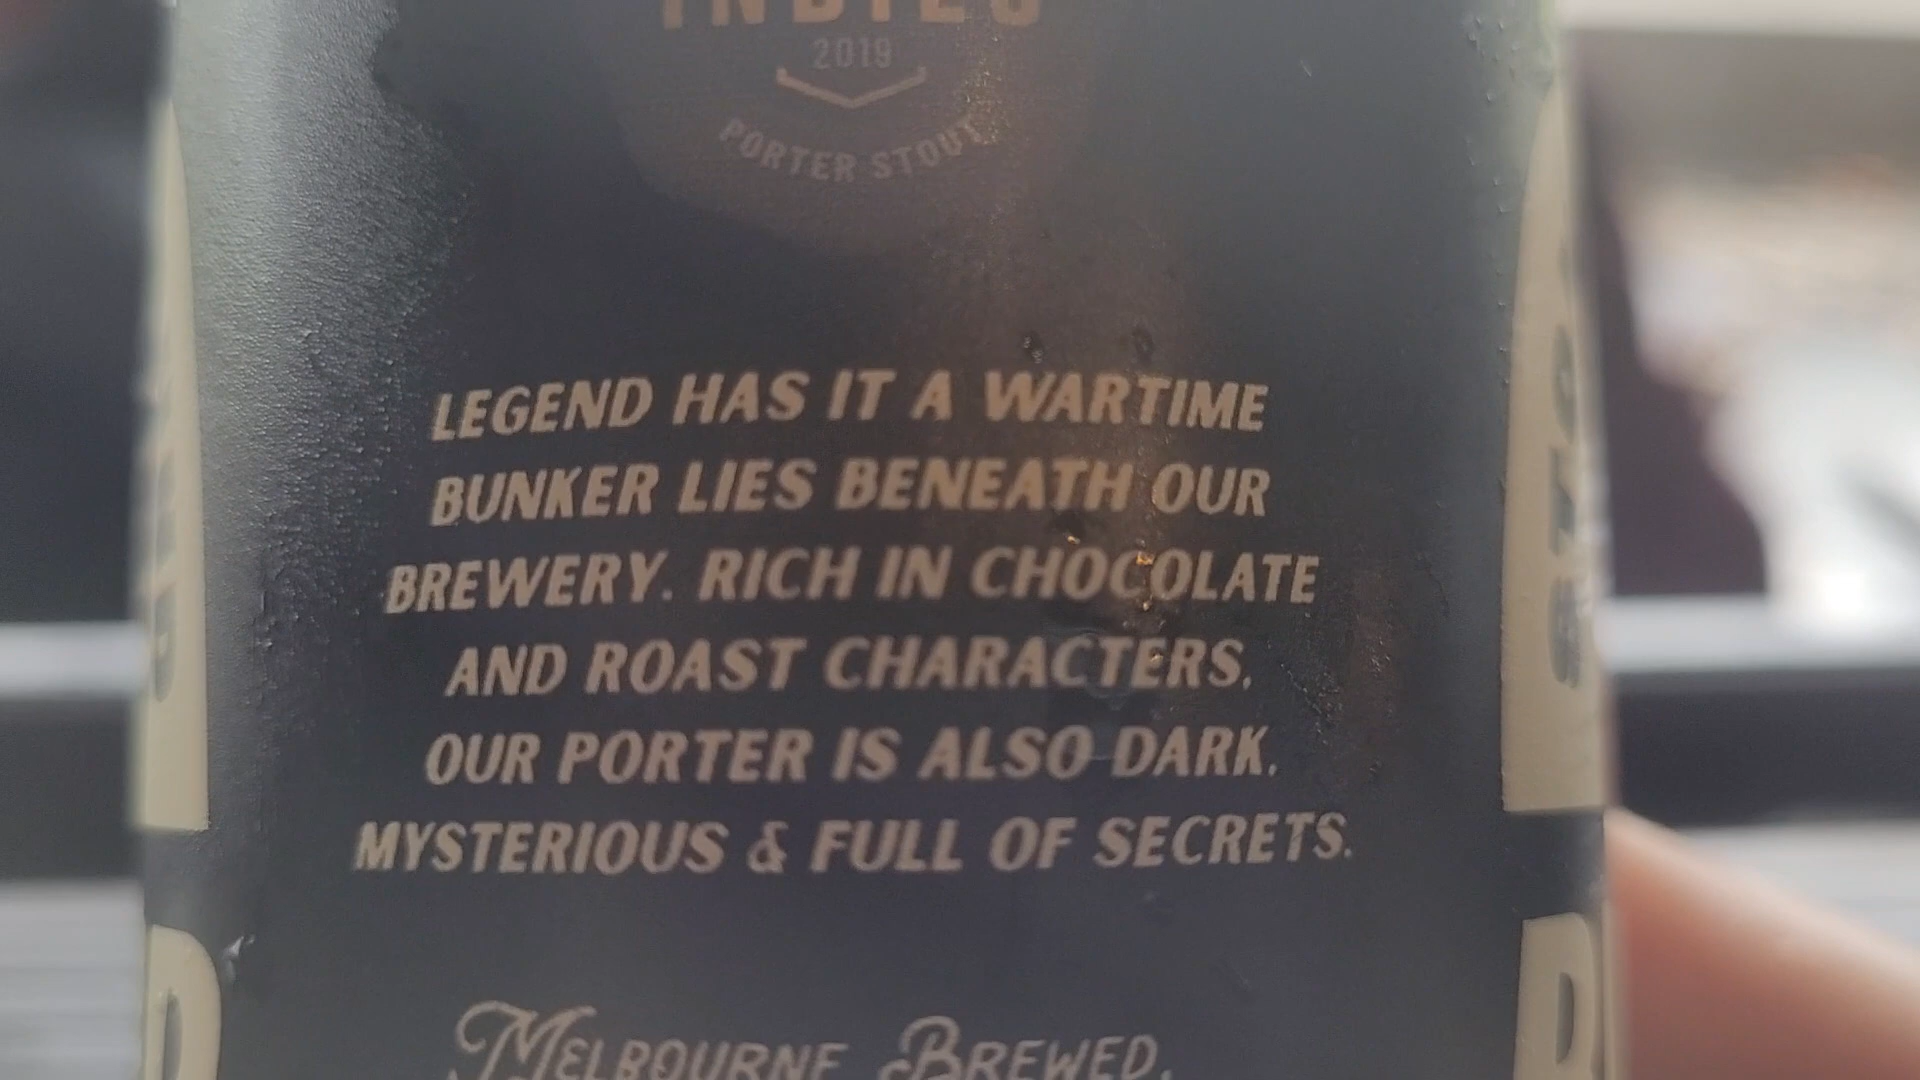 INDIES
2019
PORTER STOUT
LEGEND HAS IT A WARTIME
BUNKER LIES BENEATH OUR
BREWERY. RICH IN CHOCOLATE
AND ROAST CHARACTERS,
OUR PORTER IS ALSO DARK,
MYSTERIOUS & FULL OF SECRETS.
MELBOURNE BREWED,